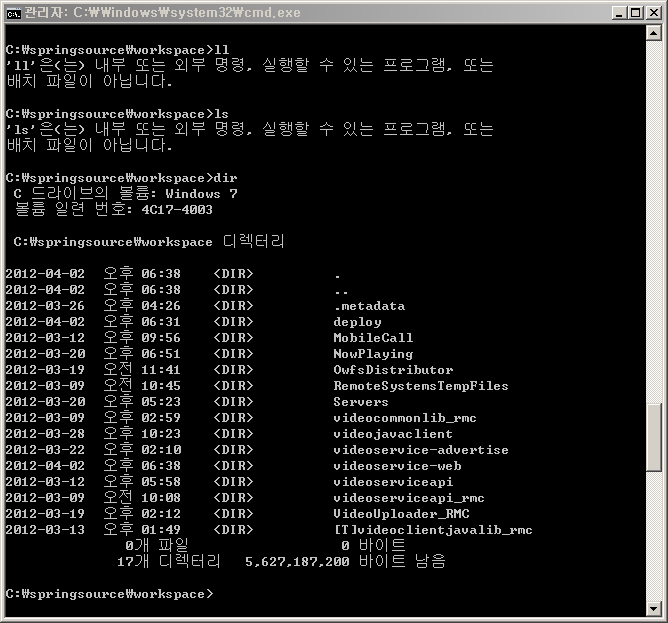 관리자: C:₩Windows₩system32₩cmd.exe
C:₩springsource₩workspace>ll
'll'은(는) 내부 또는 외부 명령, 실행할 수 있는 프로그램, 또는
배치 파일이 아닙니다.
C:₩springsource₩workspace>ls
'ls'은(는) 내부 또는 외부 명령, 실행할 수 있는 프로그램, 또는
배치 파일이 아닙니다.
C:₩springsource₩workspace>dir
C 드라이브의 볼륨: Windows 7
볼륨 일련 번호: 4C17-4003
C:₩springsource₩workspace 디렉터리
2012-04-02 오후 06:38 <DIR> .
2012-04-02 오후 06:38 <DIR> ..
2012-03-26 오후 04:26 <DIR> .metadata
2012-04-02 오후 06:31 <DIR> deploy
2012-03-12 오후 09:56 <DIR> MobileCall
2012-03-20 오후 06:51 <DIR> NowPlaying
2012-03-19 오전 11:41 <DIR> OwfsDistributor
2012-03-09 오전 10:45 <DIR> RemoteSystemsTempFiles
2012-03-20 오후 05:23 <DIR> Servers
2012-03-09 오후 02:59 <DIR> videocommonlib_rmc
2012-03-28 오후 10:23 <DIR> videojavaclient
2012-03-22 오후 02:10 <DIR> videoservice-advertise
2012-04-02 오후 06:38 <DIR> videoservice-web
2012-03-12 오후 05:58 <DIR> videoserviceapi
2012-03-09 오전 10:08 <DIR> videoserviceapi_rmc
2012-03-19 오후 02:12 <DIR> VideoUploader_RMC
2012-03-13 오후 01:49 <DIR> [T]videoclientjavalib_rmc
0개 파일 0 바이트
17개 디렉터리 5,627,187,200 바이트 남음
C:₩springsource₩workspace>